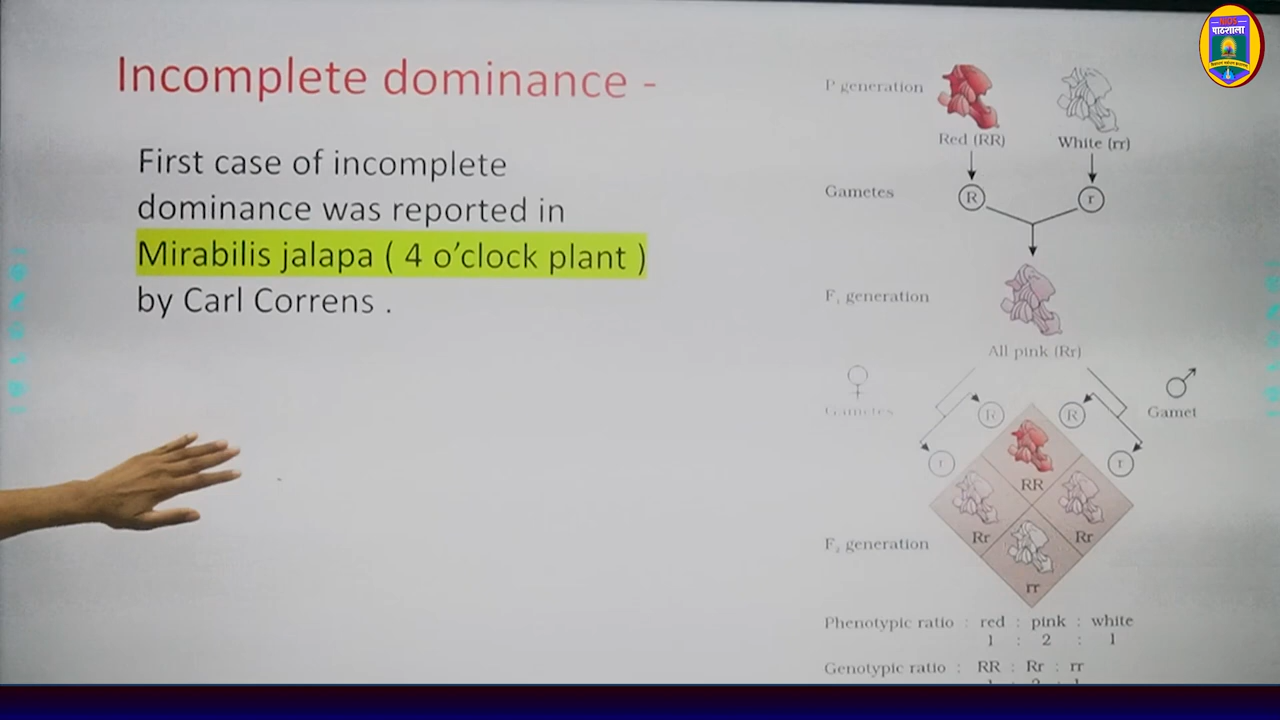 NIOS
पाठशाला
Incomplete dominance -
First case of incomplete
dominance was reported in
Mirabilis jalapa ( 4 o’clock plant )
by Carl Correns .
P generation
Red (RR)
White (rr)
Gametes
R
r
F1 generation
All pink (Rr)
♀
♂
Gametes
Gamet
R
R
r
r
RR
Rr
Rr
rr
F2 generation
Phenotypic ratio : red : pink : white
1 : 2 : 1
Genotypic ratio : RR : Rr : rr